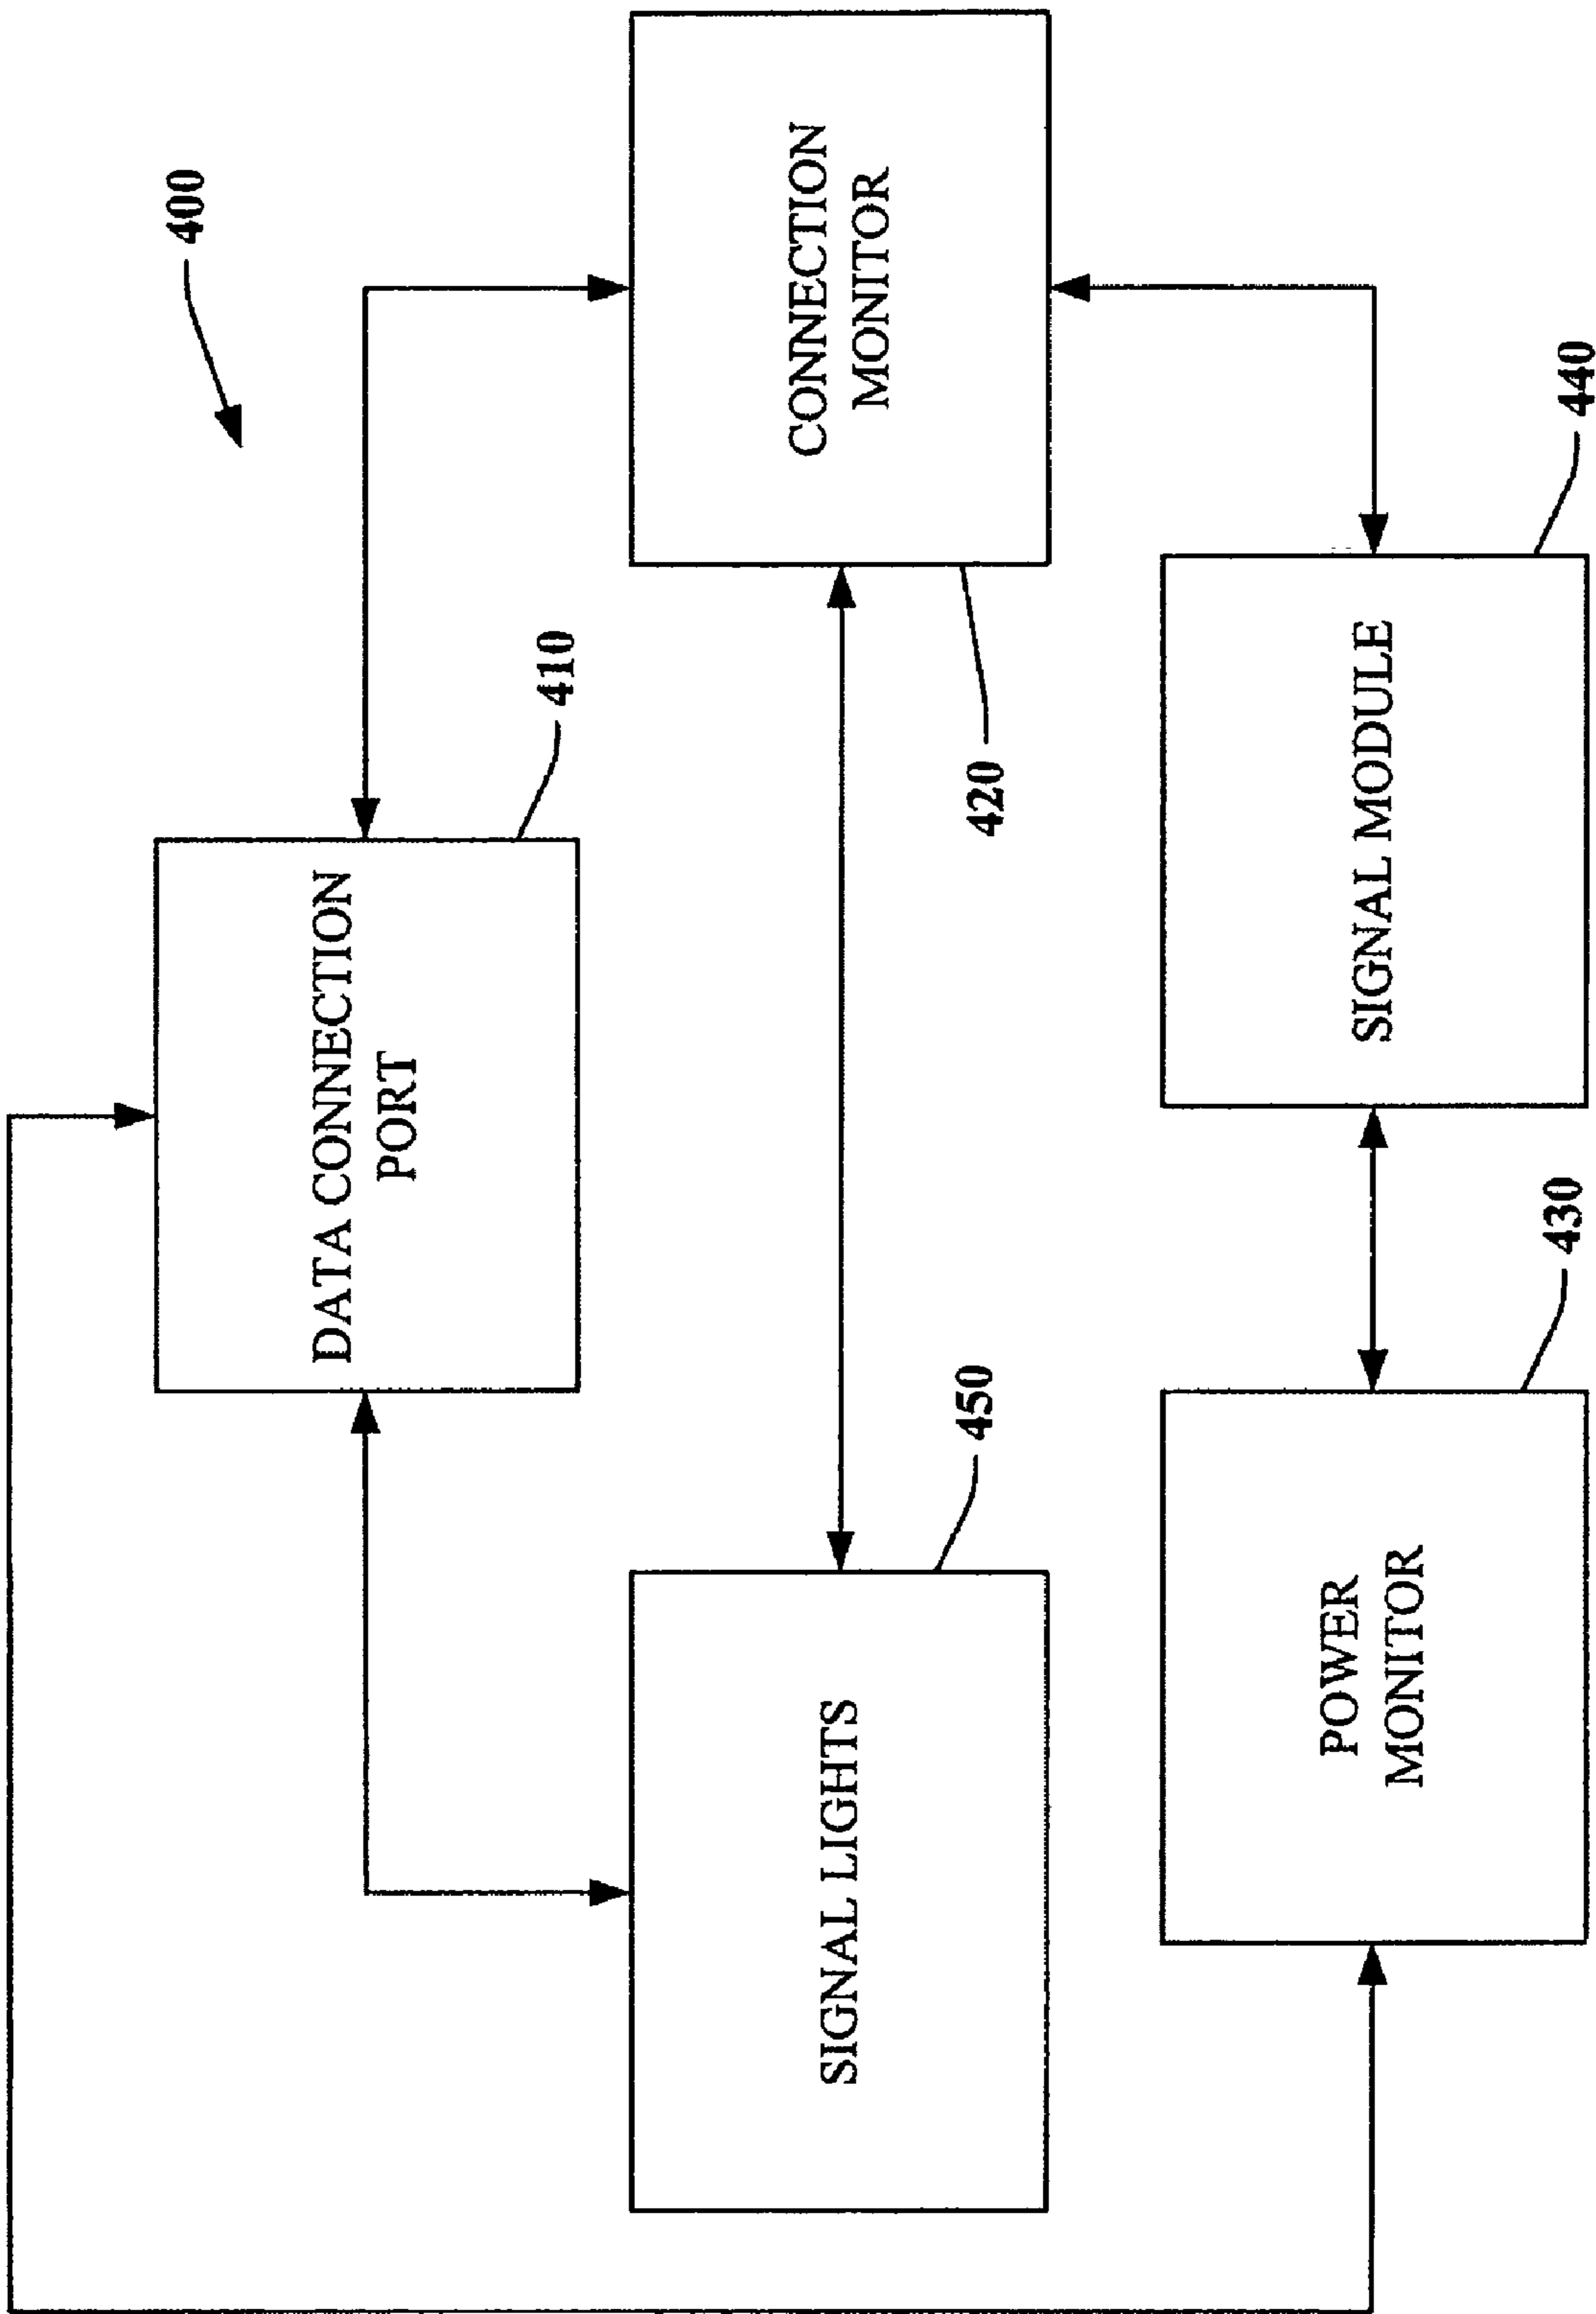 400
DATA CONNECTION
PORT
410
SIGNAL LIGHTS
450
CONNECTION
MONITOR
420
POWER
MONITOR
430
SIGNAL MODULE
440